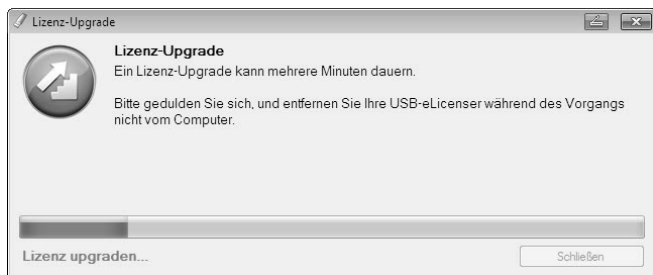 Lizenz-Upgrade
Lizenz-Upgrade
Ein Lizenz-Upgrade kann mehrere Minuten dauern.
Bitte gedulden Sie sich, und entfernen Sie Ihre USB-eLicenser während des Vorgangs
nicht vom Computer.
Lizenz upgraden...
Schließen